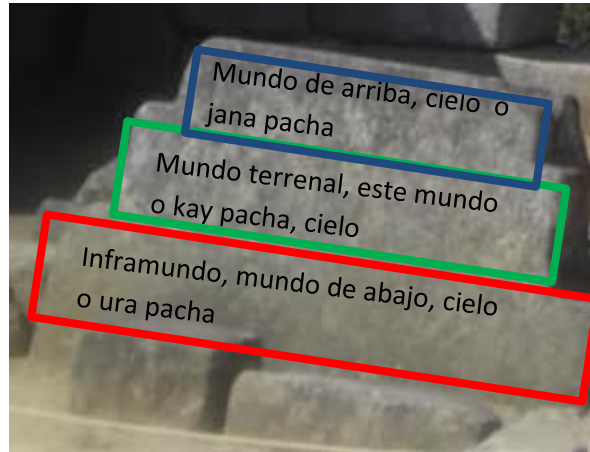 Mundo de arriba, cielo o
jana pacha
Mundo terrenal, este mundo
o kay pacha, cielo
Inframundo, mundo de abajo, cielo
o ura pacha